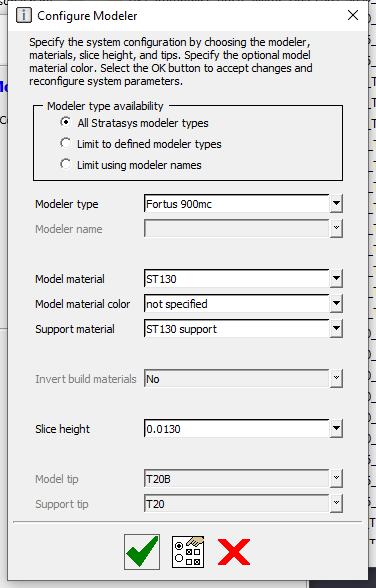 Configure Modeler
Specify the system configuration by choosing the modeler,
materials, slice height, and tips. Specify the optional model
material color. Select the OK button to accept changes and
reconfigure system parameters.
Modeler type availability
All Stratasys modeler types
Limit to defined modeler types
Limit using modeler names
Modeler type Fortus 900mc
Modeler name
Model material ST130
Model material color not specified
Support material ST130 support
Invert build materials No
Slice height 0.0130
Model tip T20B
Support tip T20